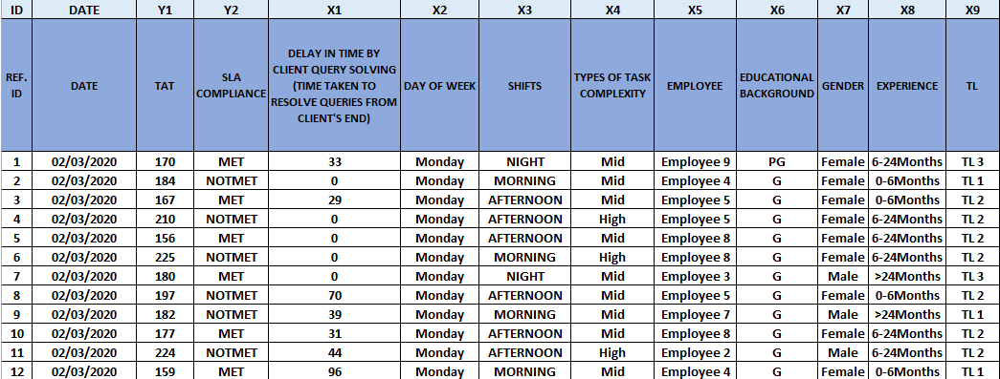 ID DATE Y1 Y2 X1 X2 X3 X4 X5 X6 X7 X8 X9
REF. ID DATE TAT SLA COMPLIANCE DELAY IN TIME BY CLIENT QUERY SOLVING (TIME TAKEN TO RESOLVE QUERIES FROM CLIENT'S END) DAY OF WEEK SHIFTS TYPES OF TASK COMPLEXITY EMPLOYEE EDUCATIONAL BACKGROUND GENDER EXPERIENCE TL
1 02/03/2020 170 MET 33 Monday NIGHT Mid Employee 9 PG Female 6-24Months TL 3
2 02/03/2020 184 NOTMET 0 Monday MORNING Mid Employee 4 G Female 0-6Months TL 1
3 02/03/2020 167 MET 29 Monday AFTERNOON Mid Employee 5 G Female 0-6Months TL 2
4 02/03/2020 210 NOTMET 0 Monday AFTERNOON High Employee 5 G Female 6-24Months TL 2
5 02/03/2020 156 MET 0 Monday AFTERNOON Mid Employee 8 G Female 6-24Months TL 2
6 02/03/2020 225 NOTMET 0 Monday MORNING High Employee 8 G Female 6-24Months TL 2
7 02/03/2020 180 MET 0 Monday NIGHT Mid Employee 3 G Male >24Months TL 3
8 02/03/2020 197 NOTMET 70 Monday AFTERNOON Mid Employee 5 G Female 0-6Months TL 2
9 02/03/2020 182 NOTMET 39 Monday MORNING Mid Employee 7 G Male >24Months TL 1
10 02/03/2020 177 MET 31 Monday AFTERNOON Mid Employee 8 G Female 6-24Months TL 2
11 02/03/2020 224 NOTMET 44 Monday AFTERNOON High Employee 2 G Male 6-24Months TL 2
12 02/03/2020 159 MET 96 Monday MORNING Mid Employee 4 G Female 0-6Months TL 1